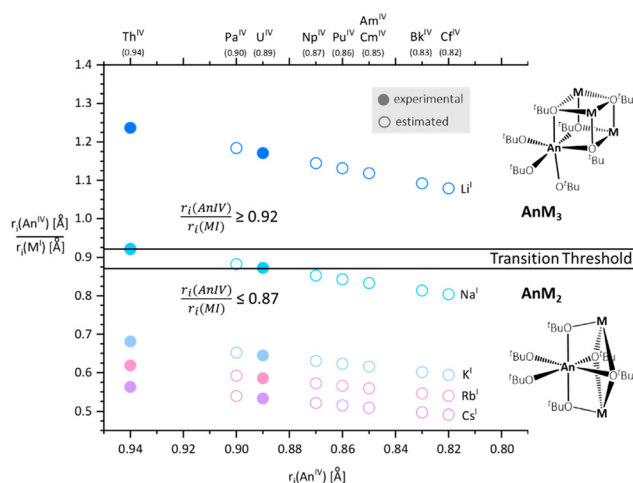 Am^IV
Th^IV Pa^IV U^IV Np^IV Pu^IV Cm^IV Bk^IV Cf^IV
(0.94) (0.90) (0.89) (0.87) (0.86) (0.85) (0.83) (0.82)
1.4
1.3
1.2
1.1
1.0
0.9
0.8
0.7
0.6
0.5
r_i(An^IV) [Å]
r_i(M^I) [Å]
experimental
estimated
r_i(AnIV)
r_i(MI)
≥ 0.92
r_i(AnIV)
r_i(MI)
≤ 0.87
Li^I
Na^I
K^I
Rb^I
Cs^I
Transition Threshold
0.94 0.92 0.90 0.88 0.86 0.84 0.82 0.80
r_i(An^IV) [Å]
M
O^tBu
^tBuO
M
^tBuO
M
^tBuO
An
O
^tBu
^tBuO
O^tBu
AnM₃
AnM₂
M
^tBuO
^tBuO
An
O^tBu
^tBuO
O^tBu
^tBuO
M